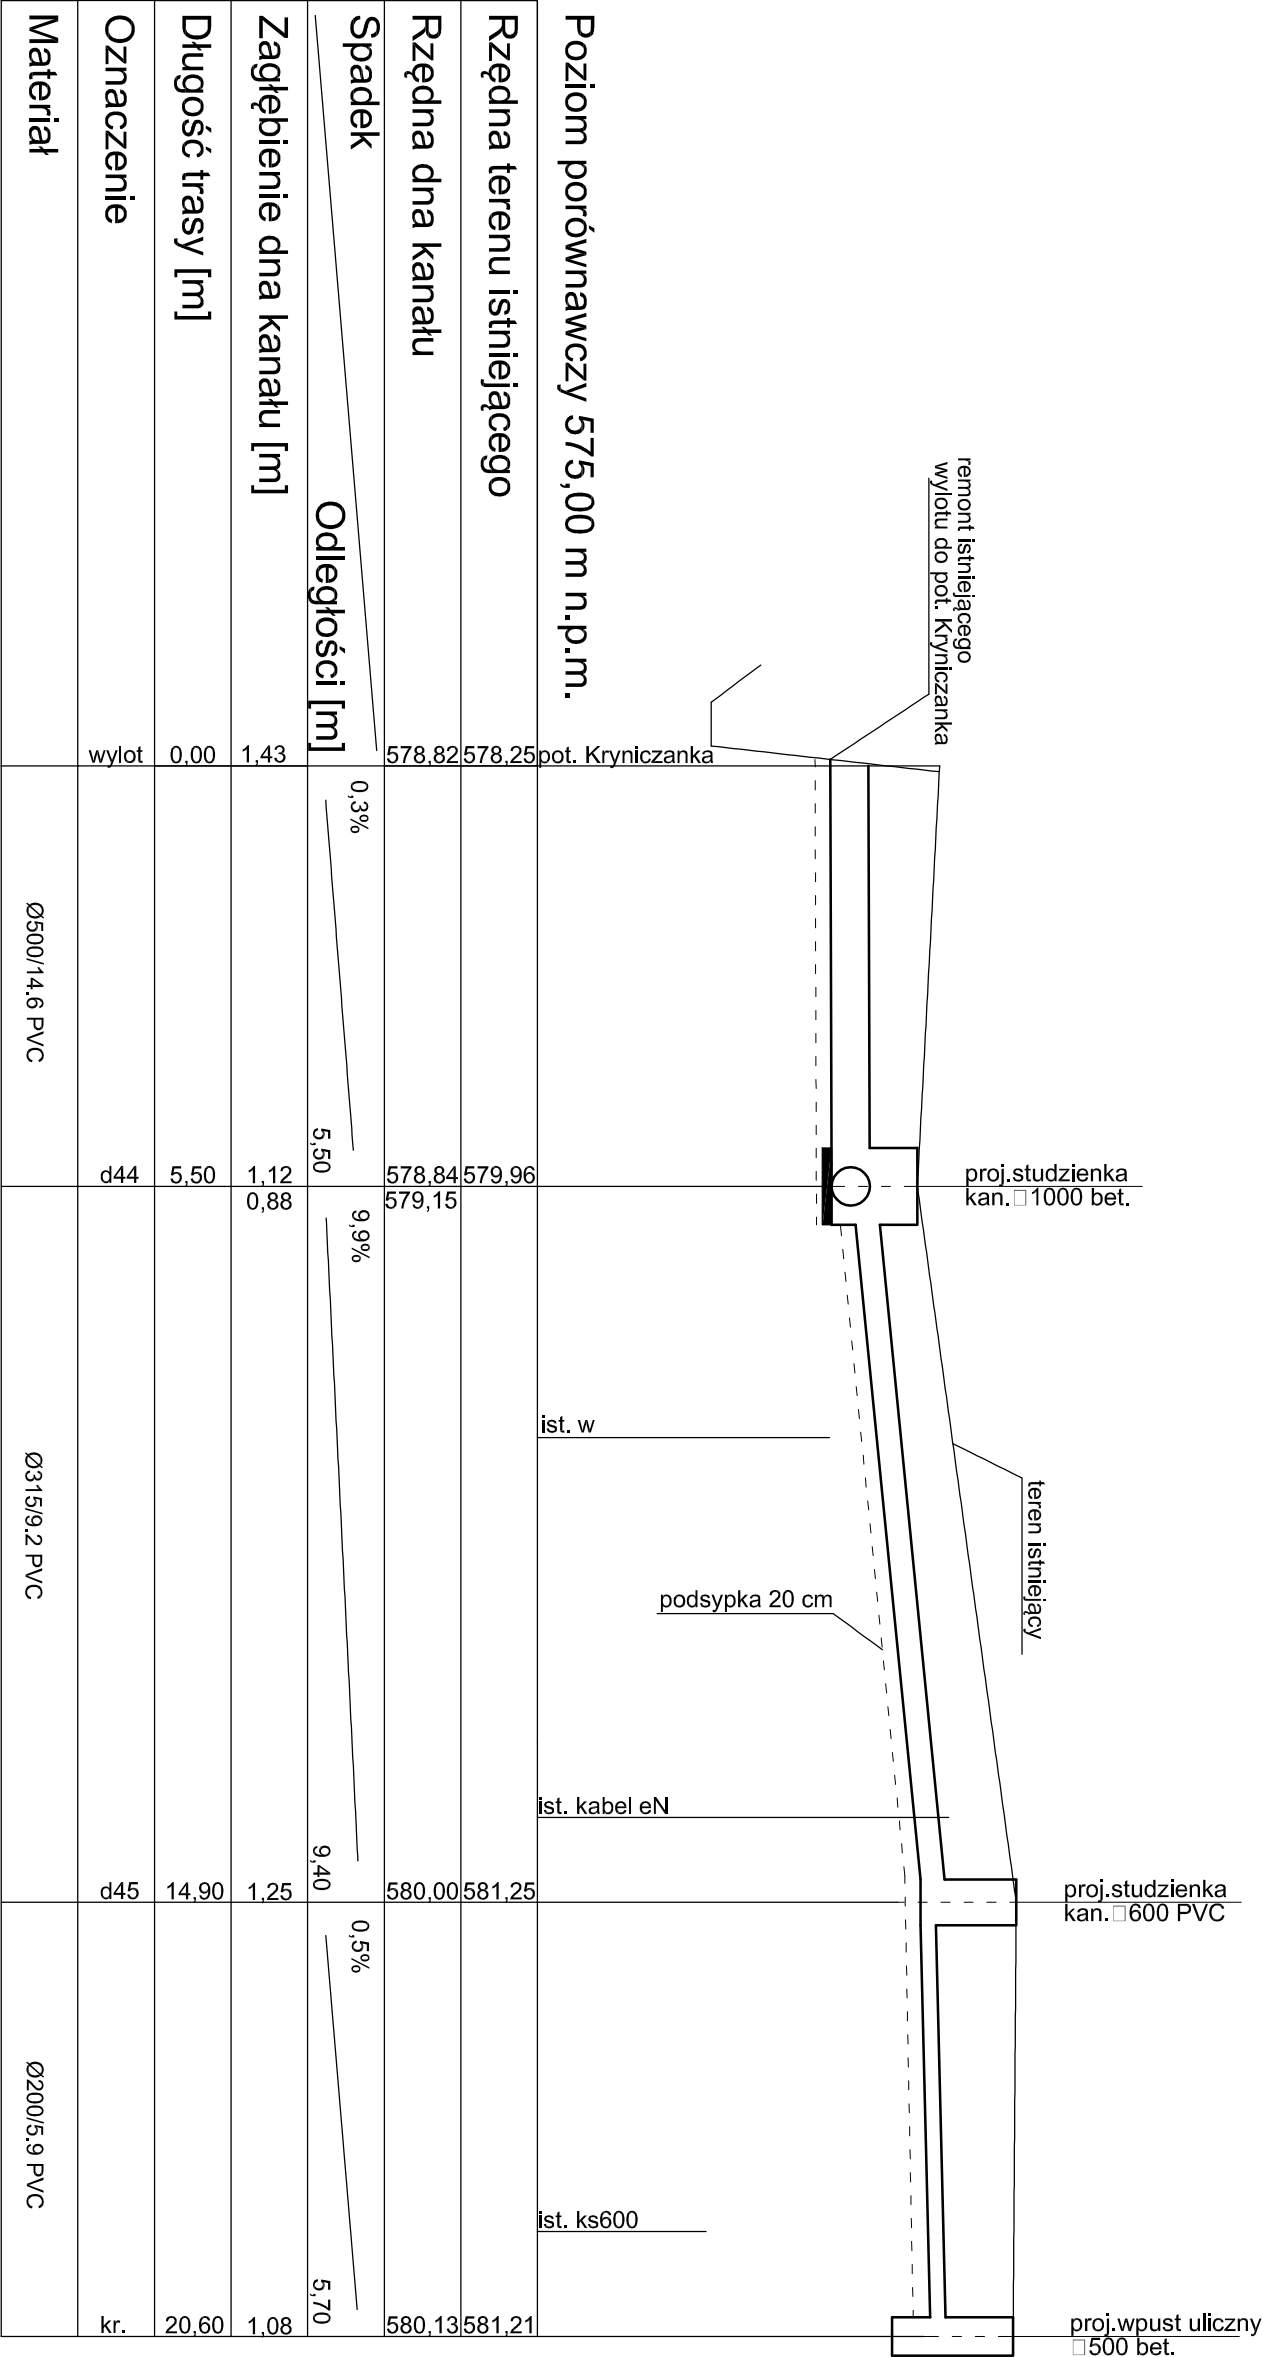 remont istniejącego
wylotu do pot. Kryniczanka
teren istniejący
podsypka 20 cm
proj.studzienka
kan.□1000 bet.
proj.studzienka
kan.□600 PVC
proj.wpust uliczny
□500 bet.
Poziom porównawczy 575,00 m n.p.m.
pot. Kryniczanka
ist. w
ist. kabel eN
ist. ks600
Rzędna terenu istniejącego
578,25
579,96
581,25
581,21
Rzędna dna kanału
578,82
578,84
579,15
580,00
580,13
Spadek
Odległości [m]
0,3%
5,50
9,9%
9,40
0,5%
5,70
Zagłębienie dna kanału [m]
1,43
1,12
0,88
1,25
1,08
Długość trasy [m]
0,00
5,50
14,90
20,60
Oznaczenie
wylot
d44
d45
kr.
Materiał
Ø500/14.6 PVC
Ø315/9.2 PVC
Ø200/5.9 PVC